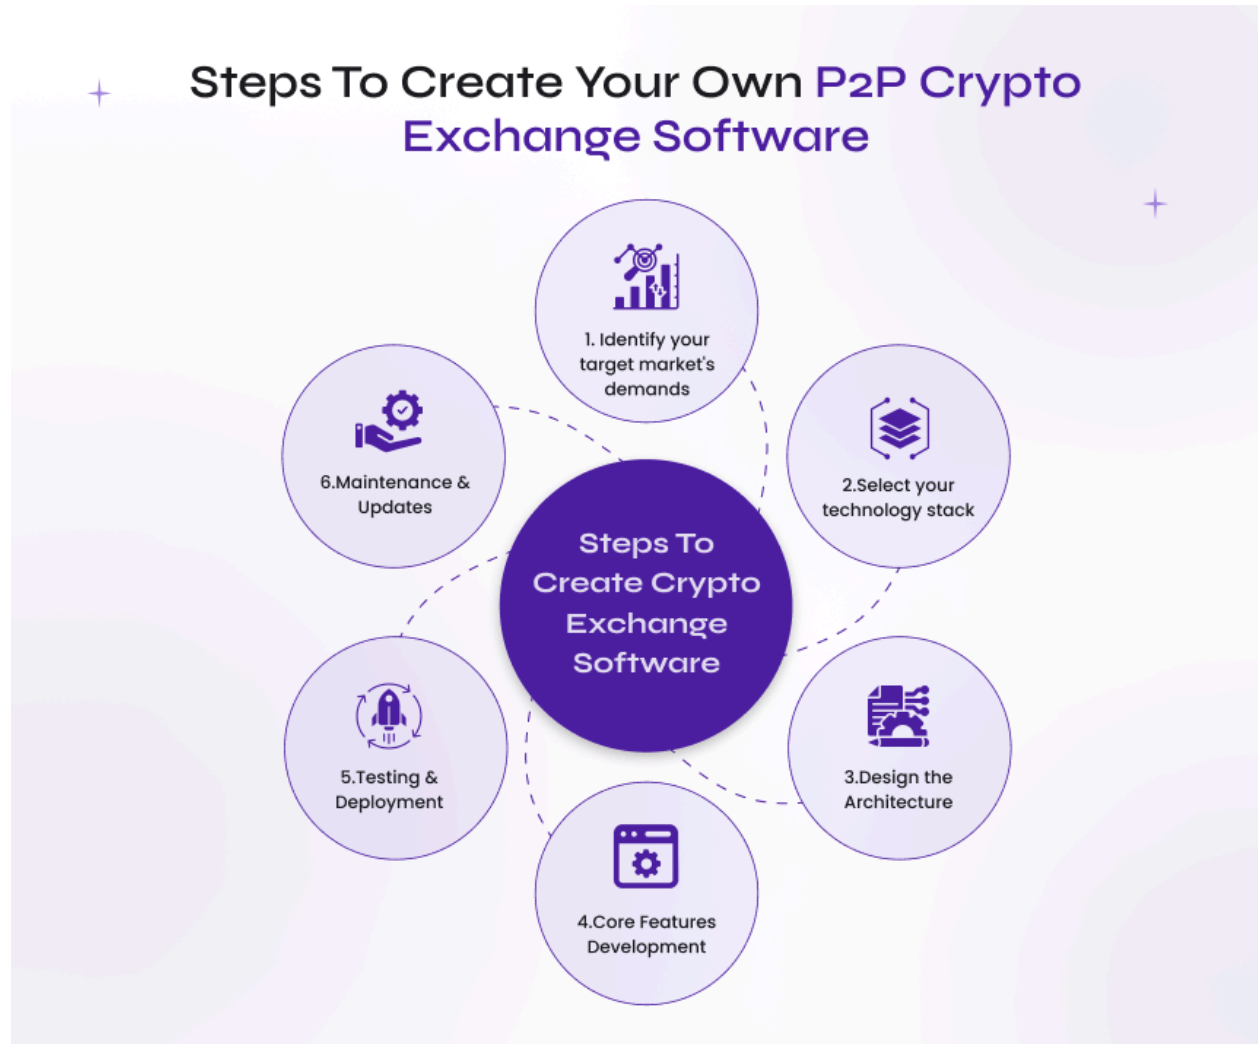 Steps To Create Your Own P2P Crypto
Exchange Software
1. Identify your
target market's
demands
2.Select your
technology stack
3.Design the
Architecture
4.Core Features
Development
5.Testing &
Deployment
6.Maintenance &
Updates
Steps To
Create Crypto
Exchange
Software